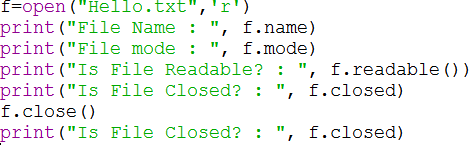 f=open("Hello.txt",'r')
print("File Name : ", f.name)
print("File mode : ", f.mode)
print("Is File Readable? : ", f.readable())
print("Is File Closed? : ", f.closed)
f.close()
print("Is File Closed? : ", f.closed)